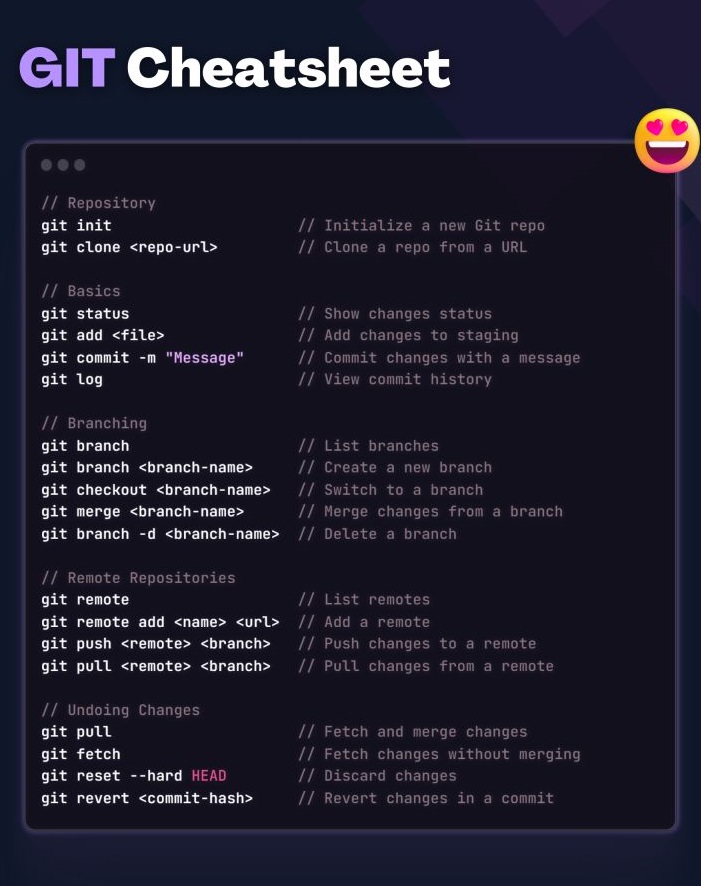 GIT Cheatsheet
// Repository
git init // Initialize a new Git repo
git clone <repo-url> // Clone a repo from a URL
// Basics
git status // Show changes status
git add <file> // Add changes to staging
git commit -m "Message" // Commit changes with a message
git log // View commit history
// Branching
git branch // List branches
git branch <branch-name> // Create a new branch
git checkout <branch-name> // Switch to a branch
git merge <branch-name> // Merge changes from a branch
git branch -d <branch-name> // Delete a branch
// Remote Repositories
git remote // List remotes
git remote add <name> <url> // Add a remote
git push <remote> <branch> // Push changes to a remote
git pull <remote> <branch> // Pull changes from a remote
// Undoing Changes
git pull // Fetch and merge changes
git fetch // Fetch changes without merging
git reset --hard HEAD // Discard changes
git revert <commit-hash> // Revert changes in a commit